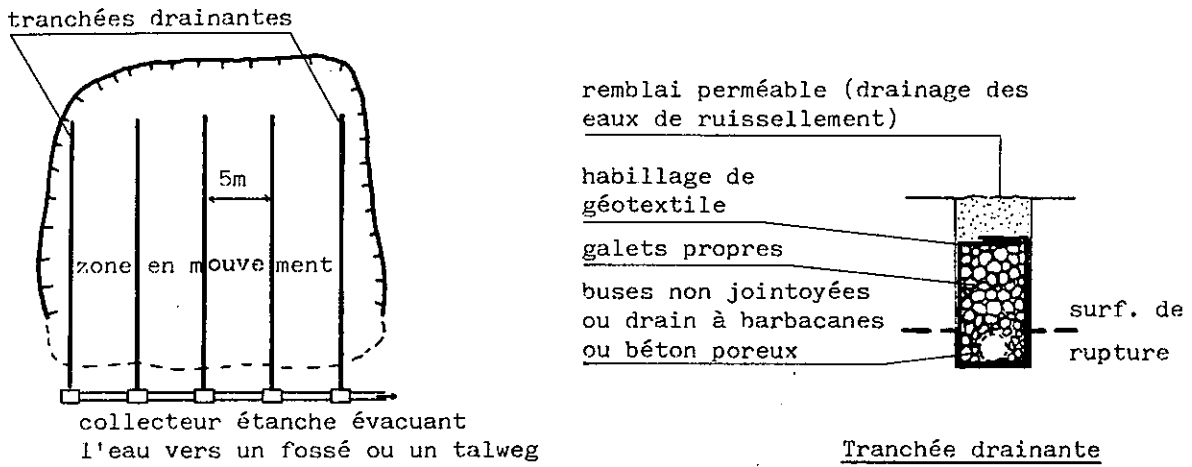 tranchées drainantes
5m
zone en mouvement
collecteur étanche évacuant
l'eau vers un fossé ou un talweg
remblai perméable (drainage des
eaux de ruissellement)
habillage de
géotextile
galets propres
buses non jointoyées
ou drain à barbacanes
ou béton poreux
surf. de
rupture
Tranchée drainante